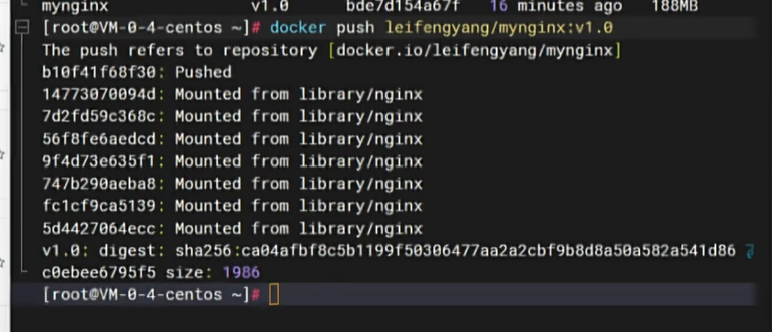 mynginx v1.0 bde7d154a67f 16 minutes ago 188MB
[root@VM-0-4-centos ~]# docker push leifengyang/mynginx:v1.0
The push refers to repository [docker.io/leifengyang/mynginx]
b10f41f68f30: Pushed
14773070094d: Mounted from library/nginx
7d2fd59c368c: Mounted from library/nginx
56f8fe6aedcd: Mounted from library/nginx
9f4d73e635f1: Mounted from library/nginx
747b290aeba8: Mounted from library/nginx
fc1cf9ca5139: Mounted from library/nginx
5d4427064ecc: Mounted from library/nginx
v1.0: digest: sha256:ca04afbf8c5b1199f50306477aa2a2cbf9b8d8a50a582a541d86
c0ebee6795f5 size: 1986
[root@VM-0-4-centos ~]#